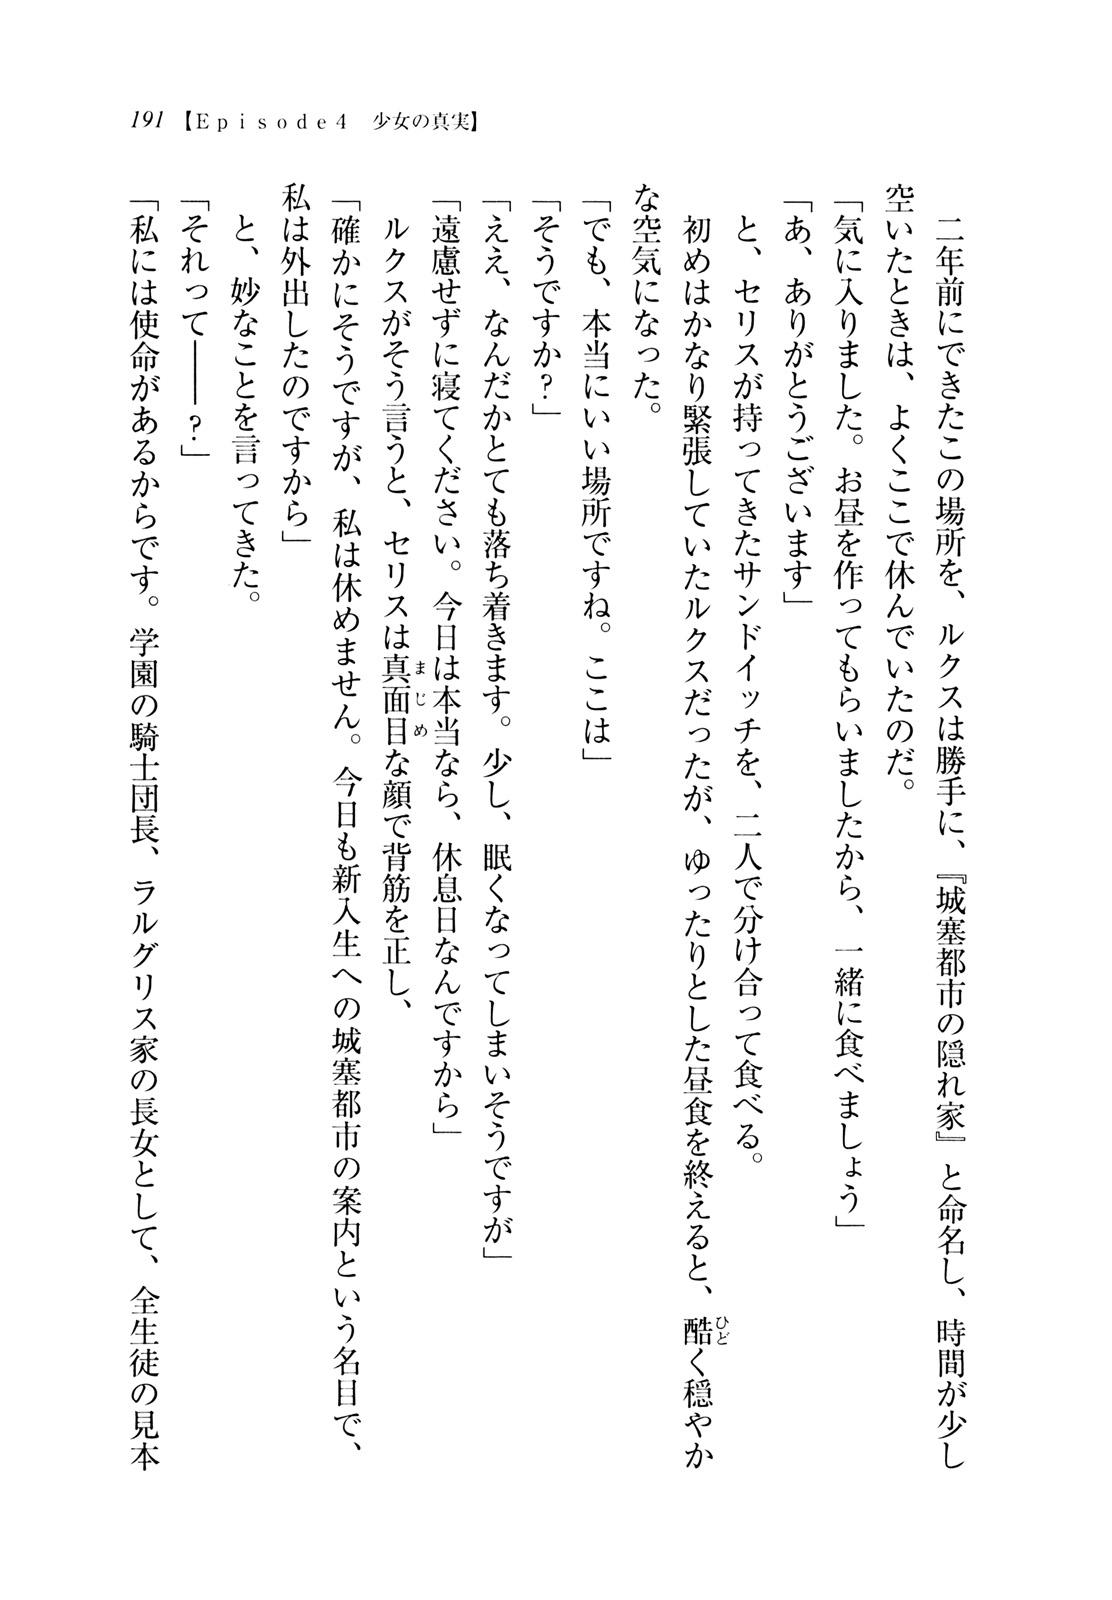 191【Episode4　少女の真実】
　二年前にできたこの場所を、ルクスは勝手に、『城塞都市の隠れ家』と命名し、時間が少し
空いたときは、よくここで休んでいたのだ。
「気に入りました。お昼を作ってもらいましたから、一緒に食べましょう」
「あ、ありがとうございます」
　と、セリスが持ってきたサンドイッチを、二人で分け合って食べる。
　初めはかなり緊張していたルクスだったが、ゆったりとした昼食を終えると、酷く穏やか
な空気になった。
「でも、本当にいい場所ですね。ここは」
「そうですか？」
「ええ、なんだかとても落ち着きます。少し、眠くなってしまいそうですが」
「遠慮せずに寝てください。今日は本当なら、休息日なんですから」
　ルクスがそう言うと、セリスは真面目な顔で背筋を正し、
「確かにそうですが、私は休めません。今日も新入生への城塞都市の案内という名目で、
私は外出したのですから」
　と、妙なことを言ってきた。
「それって――？」
「私には使命があるからです。学園の騎士団長、ラルグリス家の長女として、全生徒の見本